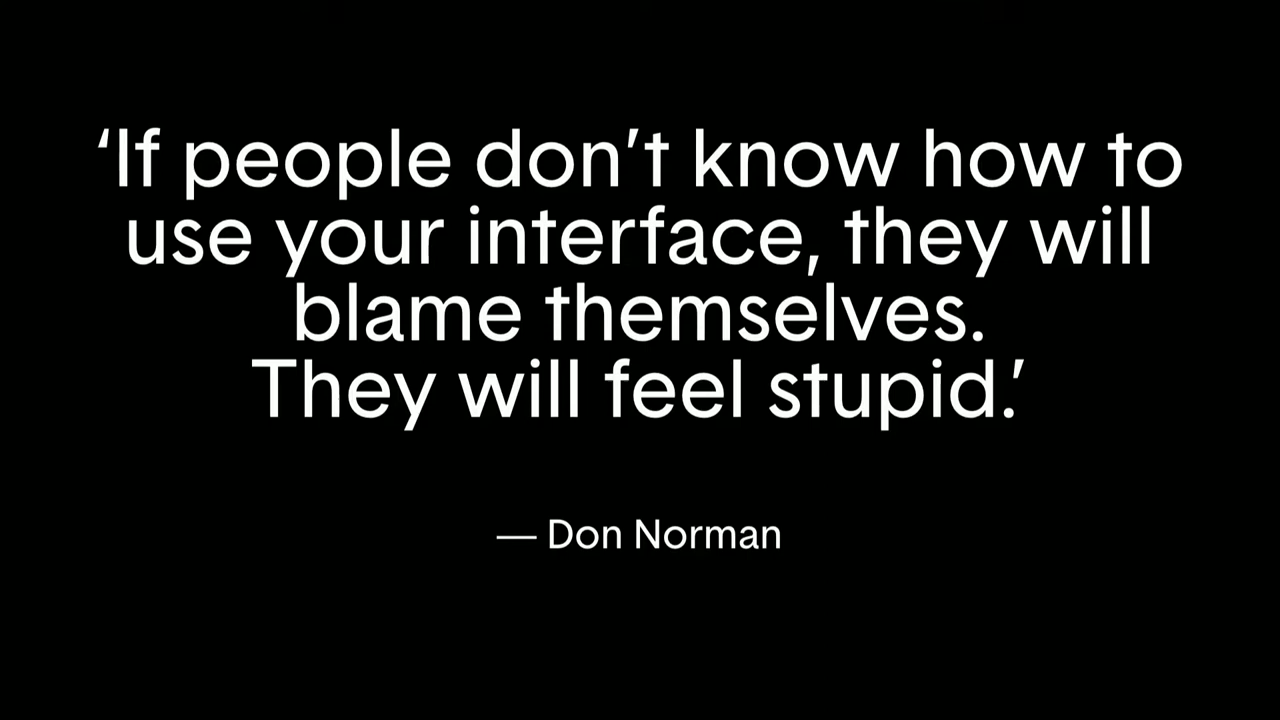 ‘If people don’t know how to
use your interface, they will
blame themselves.
They will feel stupid.’
— Don Norman